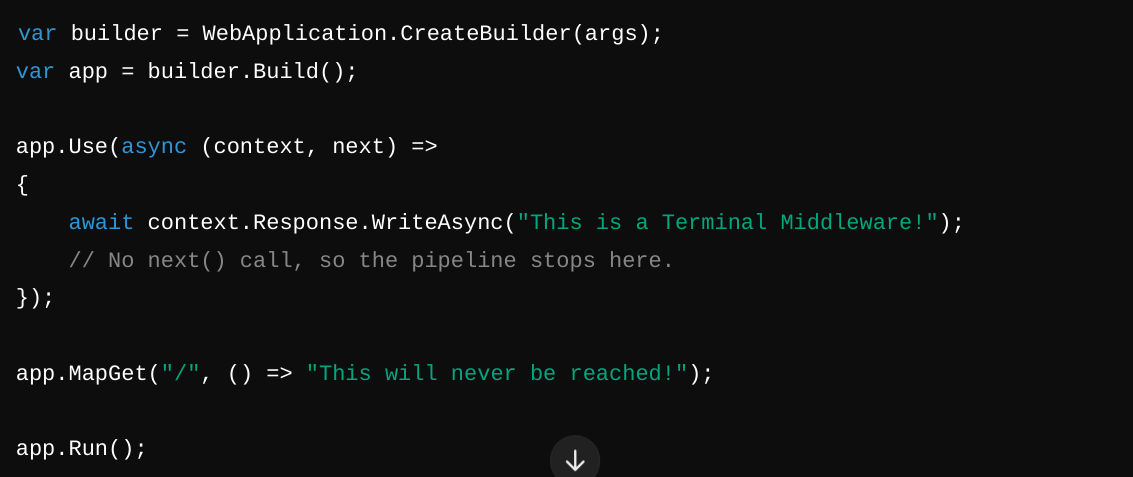 var builder = WebApplication.CreateBuilder(args);
var app = builder.Build();
app.Use(async (context, next) =>
{
    await context.Response.WriteAsync("This is a Terminal Middleware!");
    // No next() call, so the pipeline stops here.
});
app.MapGet("/", () => "This will never be reached!");
app.Run();